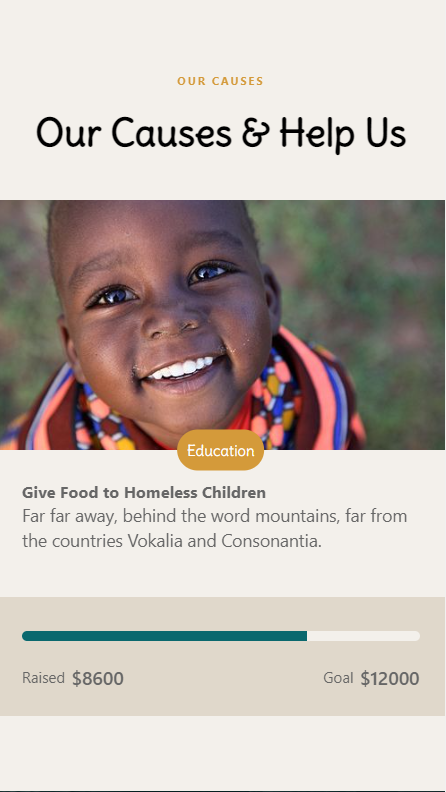 OUR CAUSES
Our Causes & Help Us
Education
Give Food to Homeless Children
Far far away, behind the word mountains, far from
the countries Vokalia and Consonantia.
Raised $8600 Goal $12000